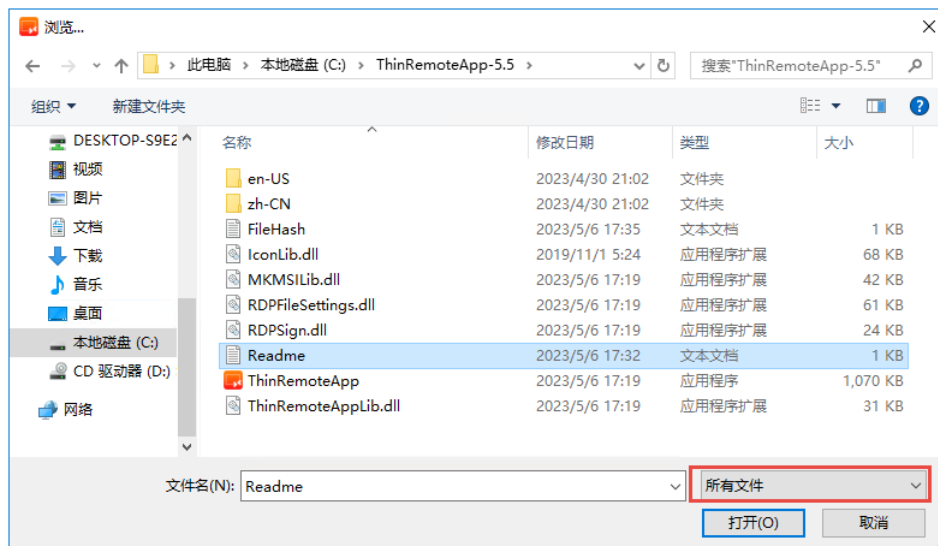 浏览...
此电脑 › 本地磁盘 (C:) › ThinRemoteApp-5.5 ›
搜索"ThinRemoteApp-5.5"
组织 新建文件夹
名称 修改日期 类型 大小
DESKTOP-S9E2
视频
图片
文档
下载
音乐
桌面
本地磁盘 (C:)
CD 驱动器 (D:)
网络
en-US 2023/4/30 21:02 文件夹
zh-CN 2023/4/30 21:02 文件夹
FileHash 2023/5/6 17:35 文本文档 1 KB
IconLib.dll 2019/11/1 5:24 应用程序扩展 68 KB
MKMSILib.dll 2023/5/6 17:19 应用程序扩展 42 KB
RDPFileSettings.dll 2023/5/6 17:19 应用程序扩展 61 KB
RDPSign.dll 2023/5/6 17:19 应用程序扩展 24 KB
Readme 2023/5/6 17:32 文本文档 1 KB
ThinRemoteApp 2023/5/6 17:19 应用程序 1,070 KB
ThinRemoteAppLib.dll 2023/5/6 17:19 应用程序扩展 31 KB
文件名(N): Readme 所有文件
打开(O) 取消